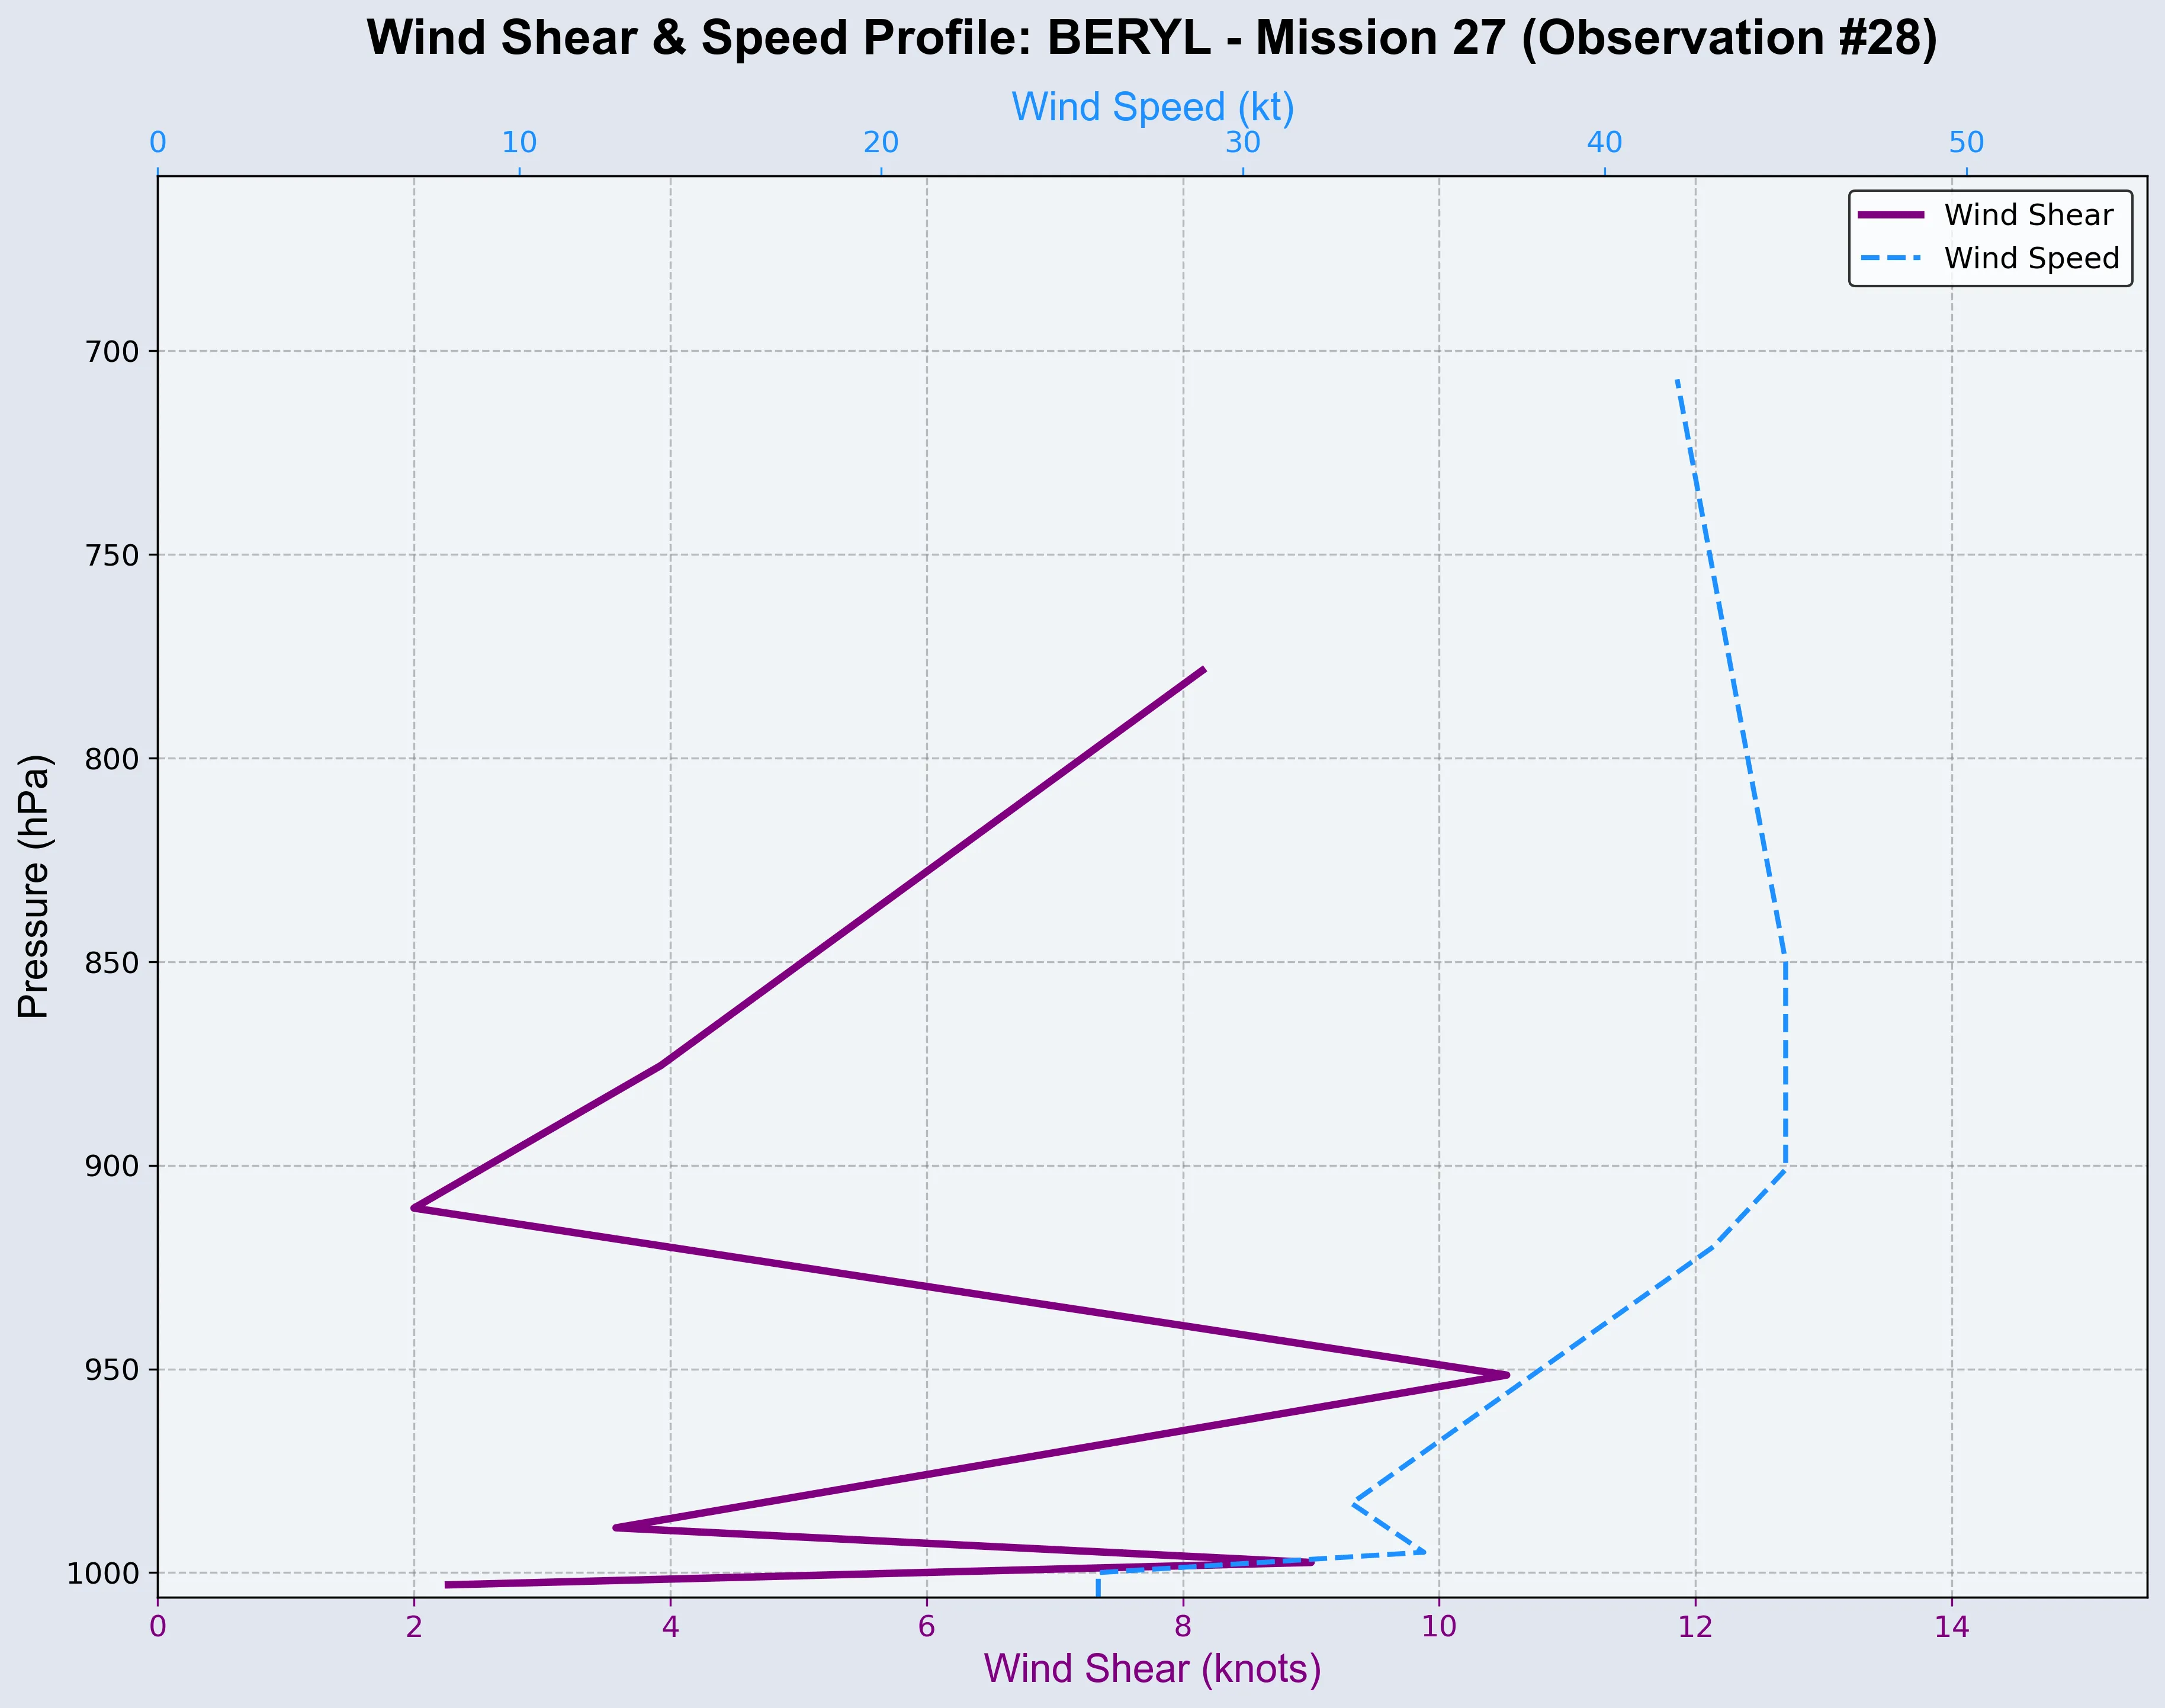 Wind Shear & Speed Profile: BERYL - Mission 27 (Observation #28)
Wind Speed (kt)
0 10 20 30 40 50
Wind Shear
Wind Speed
700
750
800
850
900
950
1000
Pressure (hPa)
0 2 4 6 8 10 12 14
Wind Shear (knots)